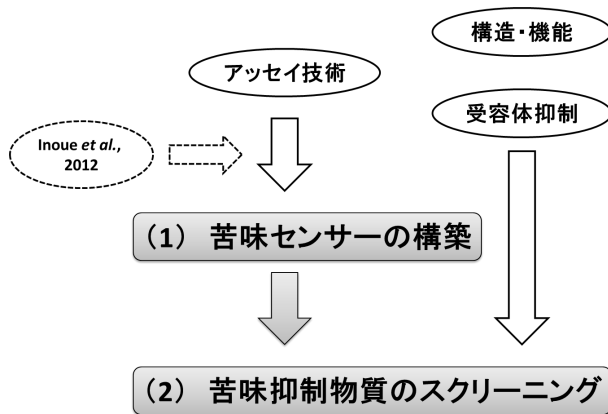 構造・機能
アッセイ技術
受容体抑制
Inoue et al.,
2012
(1) 苦味センサーの構築
(2) 苦味抑制物質のスクリーニング